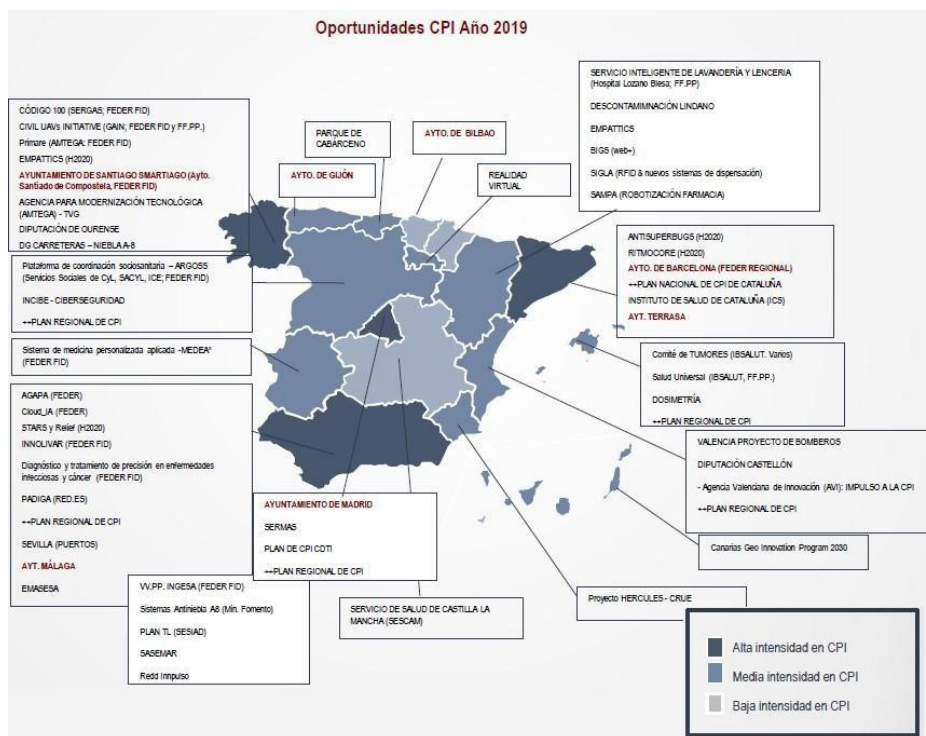 Oportunidades CPI Año 2019
CÓDIGO 100 (SERGAS; FEDER FID)
CIVIL UAVs INITIATIVE (GAIN; FEDER FID y FF.PP.)
Primare (AMTEGA: FEDER FID)
EMPATTICS (H2020)
AYUNTAMIENTO DE SANTIAGO SMARTIAGO (Ayto.
Santiado de Compostela, FEDER FID)
AGENCIA PARA MODERNIZACIÓN TECNOLÓGICA
(AMTEGA) - TVG
DIPUTACIÓN DE OURENSE
DG CARRETERAS – NIEBLA A-8
PARQUE DE
CABARCENO
AYTO. DE GIJÓN
AYTO. DE BILBAO
REALIDAD
VIRTUAL
SERVICIO INTELIGENTE DE LAVANDERÍA Y LENCERIA
(Hospital Lozano Blesa; FF.PP)
DESCONTAMIMNACIÓN LINDANO
EMPATTICS
BIGS (web+)
SIGLA (RFID & nuevos sistemas de dispensación)
SAMPA (ROBOTIZACIÓN FARMACIA)
Plataforma de coordinación sociosanitaria – ARGOSS
(Servicios Sociales de CyL, SACYL, ICE; FEDER FID)
INCIBE - CIBERSEGURIDAD
++PLAN REGIONAL DE CPI
ANTISUPERBUGS (H2020)
RITMOCORE (H2020)
AYTO. DE BARCELONA (FEDER REGIONAL)
++PLAN NACIONAL DE CPI DE CATALUÑA
INSTITUTO DE SALUD DE CATALUÑA (ICS)
AYT. TERRASA
Sistema de medicina personalizada aplicada -MEDEA"
(FEDER FID)
Comité de TUMORES (IBSALUT. Varios)
Salud Universal (IBSALUT, FF.PP.)
DOSIMETRÍA
++PLAN REGIONAL DE CPI
AGAPA (FEDER)
Cloud_IA (FEDER)
STARS y Relief (H2020)
INNOLIVAR (FEDER FID)
Diagnóstico y tratamiento de precisión en enfermedades
infecciosas y cáncer (FEDER FID)
PADIGA (RED.ES)
++PLAN REGIONAL DE CPI
SEVILLA (PUERTOS)
AYT. MÁLAGA
EMASESA
VALENCIA PROYECTO DE BOMBEROS
DIPUTACIÓN CASTELLÓN
- Agencia Valenciana de Innovación (AVI): IMPULSO A LA CPI
++PLAN REGIONAL DE CPI
AYUNTAMIENTO DE MADRID
SERMAS
PLAN DE CPI CDTI
++PLAN REGIONAL DE CPI
Canarias Geo Innovation Program 2030
VV.PP. INGESA (FEDER FID)
Sistemas Antiniebla A8 (Min. Fomento)
PLAN TL (SESIAD)
SASEMAR
Redd Innpulso
SERVICIO DE SALUD DE CASTILLA LA
MANCHA (SESCAM)
Proyecto HERCULES - CRUE
Alta intensidad en CPI
Media intensidad en CPI
Baja intensidad en CPI